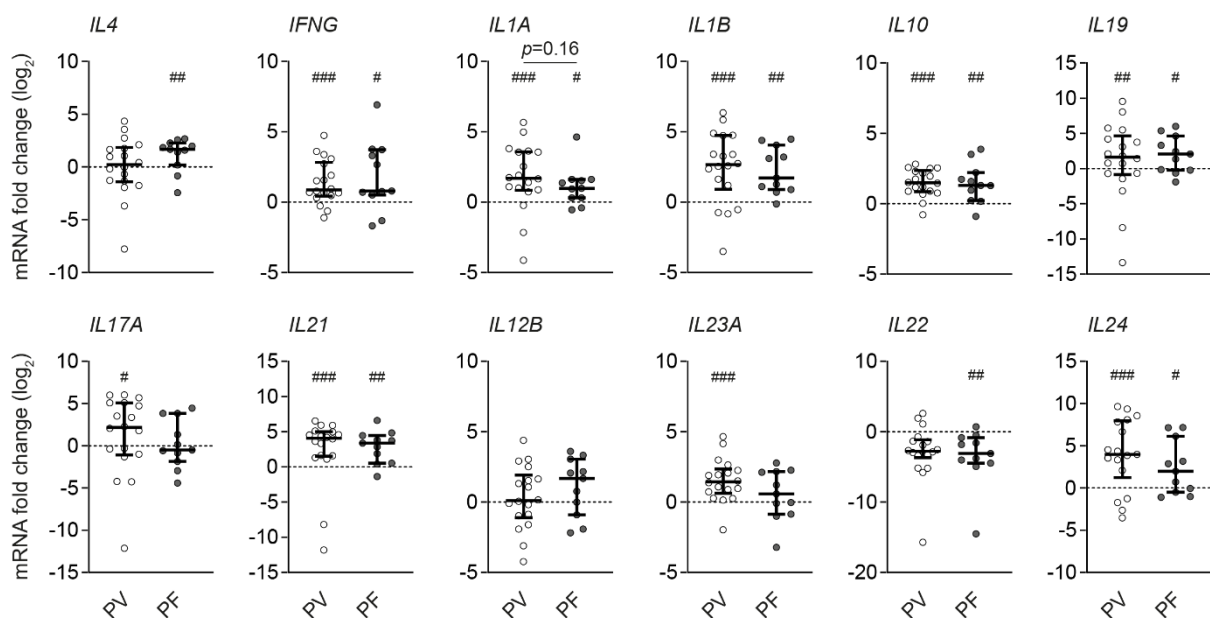 IL4 IFNG IL1A IL1B IL10 IL19
p=0.16
mRNA fold change (log2)
10 10 10 10 10 15
## ### # ### # ### ## ### ## ## #
10
5 5 5 5 5 5
0 0 0 0 0 0
-5
-5
-10
-10 -5 -5 -5 -5 -15
IL17A IL21 IL12B IL23A IL22 IL24
mRNA fold change (log2)
10 15 10 10 10 15
# ### ## ### ## ### #
5 10 10
5 5 5 0 5
0 0
-5 -5 0 0 -10 0
-10 -10 -5
-15 -15 -5 -5 -20 -10
PV PF PV PF PV PF PV PF PV PF PV PF